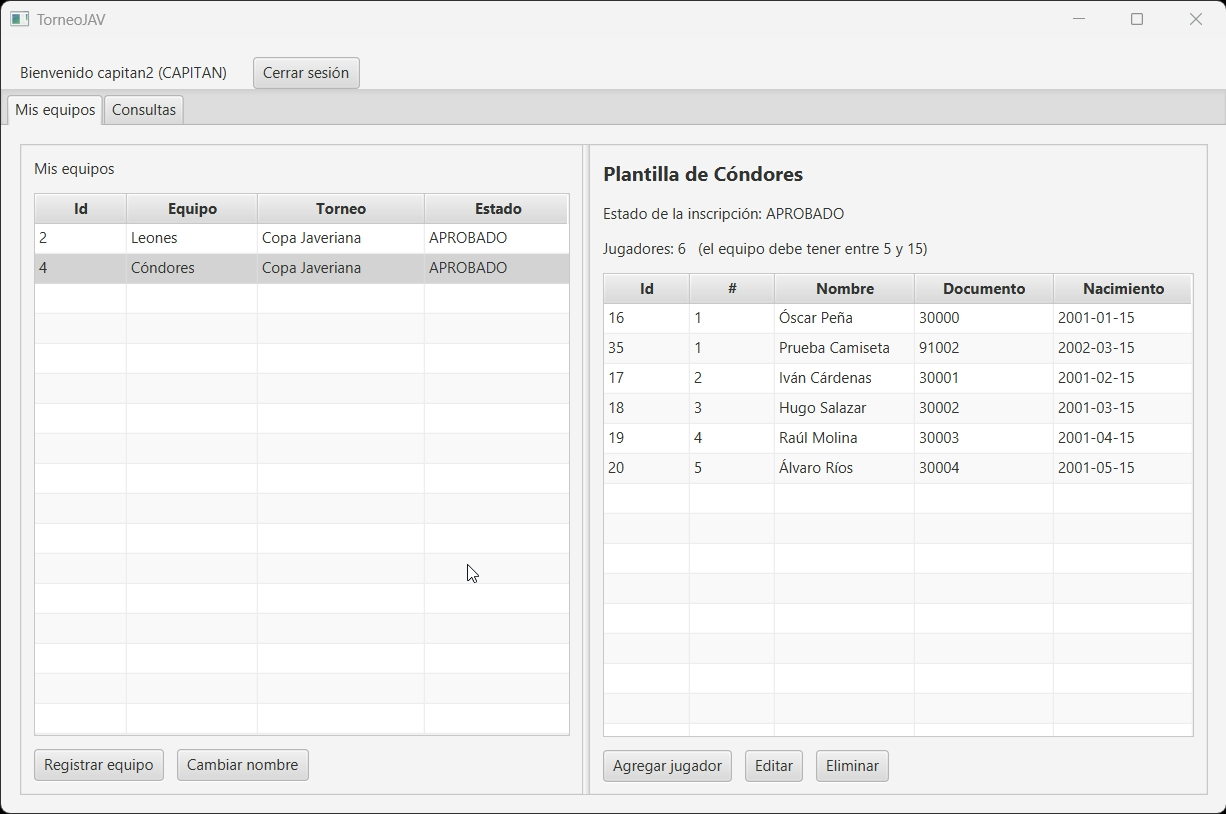 TorneoJAV
Bienvenido capitan2 (CAPITAN) Cerrar sesión
Mis equipos Consultas
Mis equipos
Id Equipo Torneo Estado
2 Leones Copa Javeriana APROBADO
4 Cóndores Copa Javeriana APROBADO
Registrar equipo Cambiar nombre
Plantilla de Cóndores
Estado de la inscripción: APROBADO
Jugadores: 6 (el equipo debe tener entre 5 y 15)
Id # Nombre Documento Nacimiento
16 1 Óscar Peña 30000 2001-01-15
35 1 Prueba Camiseta 91002 2002-03-15
17 2 Iván Cárdenas 30001 2001-02-15
18 3 Hugo Salazar 30002 2001-03-15
19 4 Raúl Molina 30003 2001-04-15
20 5 Álvaro Ríos 30004 2001-05-15
Agregar jugador Editar Eliminar